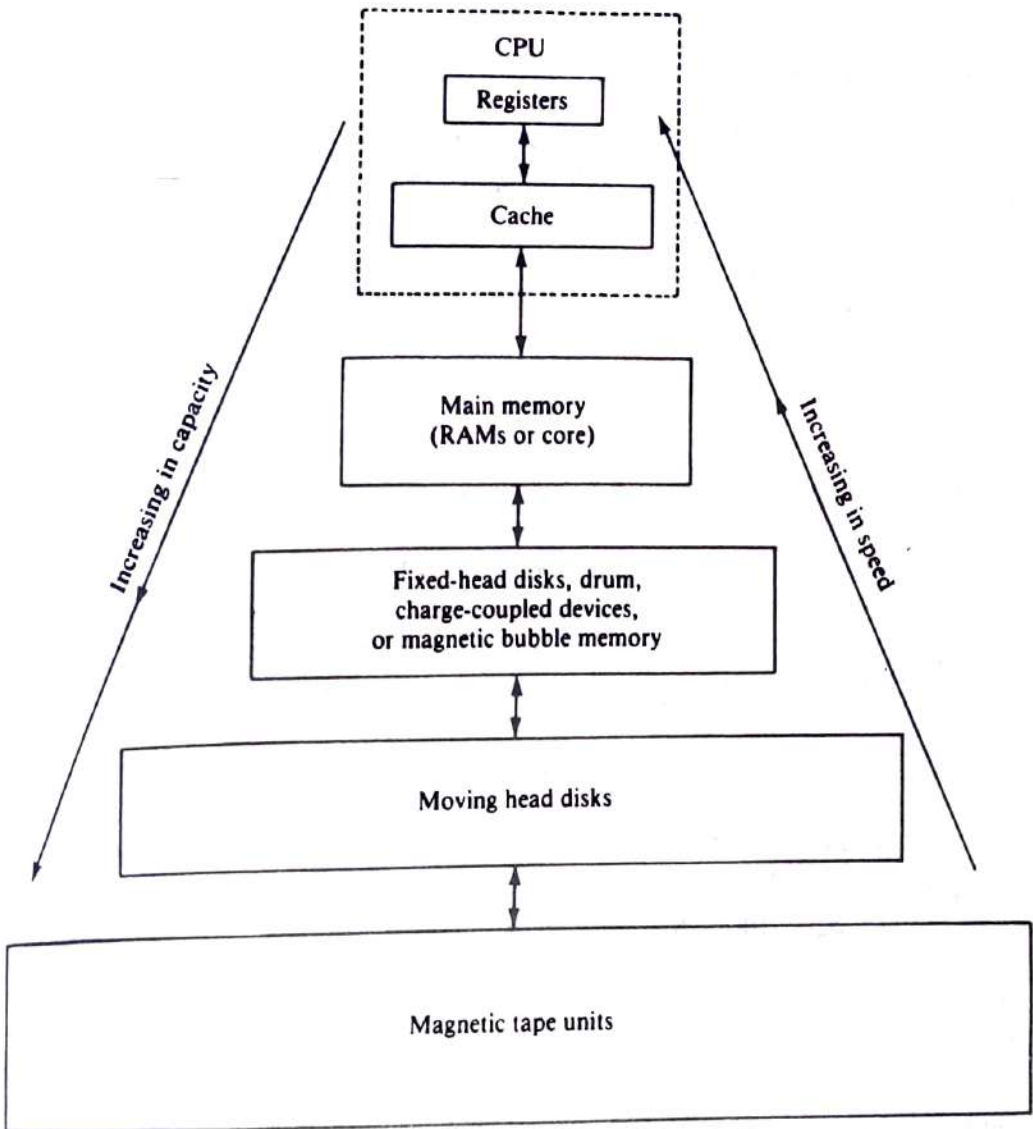 CPU
Registers
Cache
Main memory
(RAMs or core)
Increasing in capacity
Increasing in speed
Fixed-head disks, drum,
charge-coupled devices,
or magnetic bubble memory
Moving head disks
Magnetic tape units